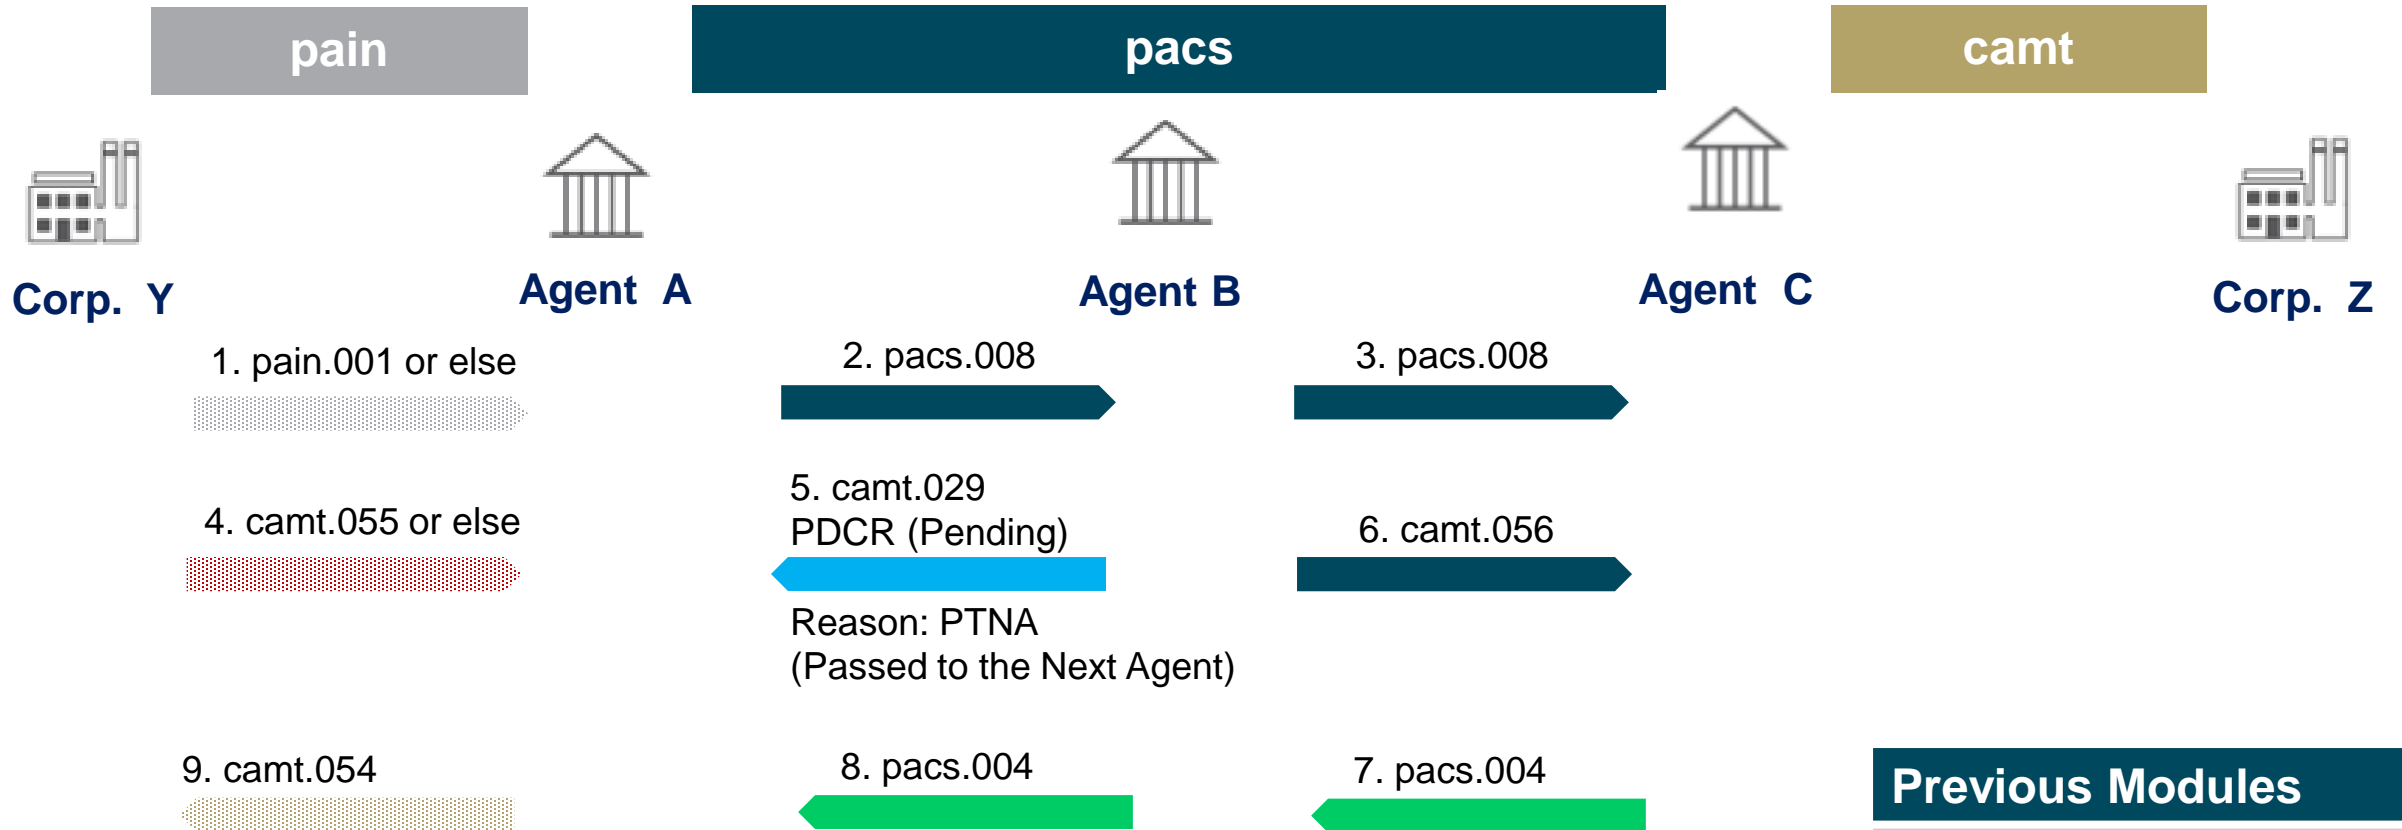 pain
pacs
camt
Corp. Y
Agent A
Agent B
Agent C
Corp. Z
1. pain.001 or else
2. pacs.008
3. pacs.008
4. camt.055 or else
5. camt.029
PDCR (Pending)
6. camt.056
Reason: PTNA
(Passed to the Next Agent)
9. camt.054
8. pacs.004
7. pacs.004
Previous Modules